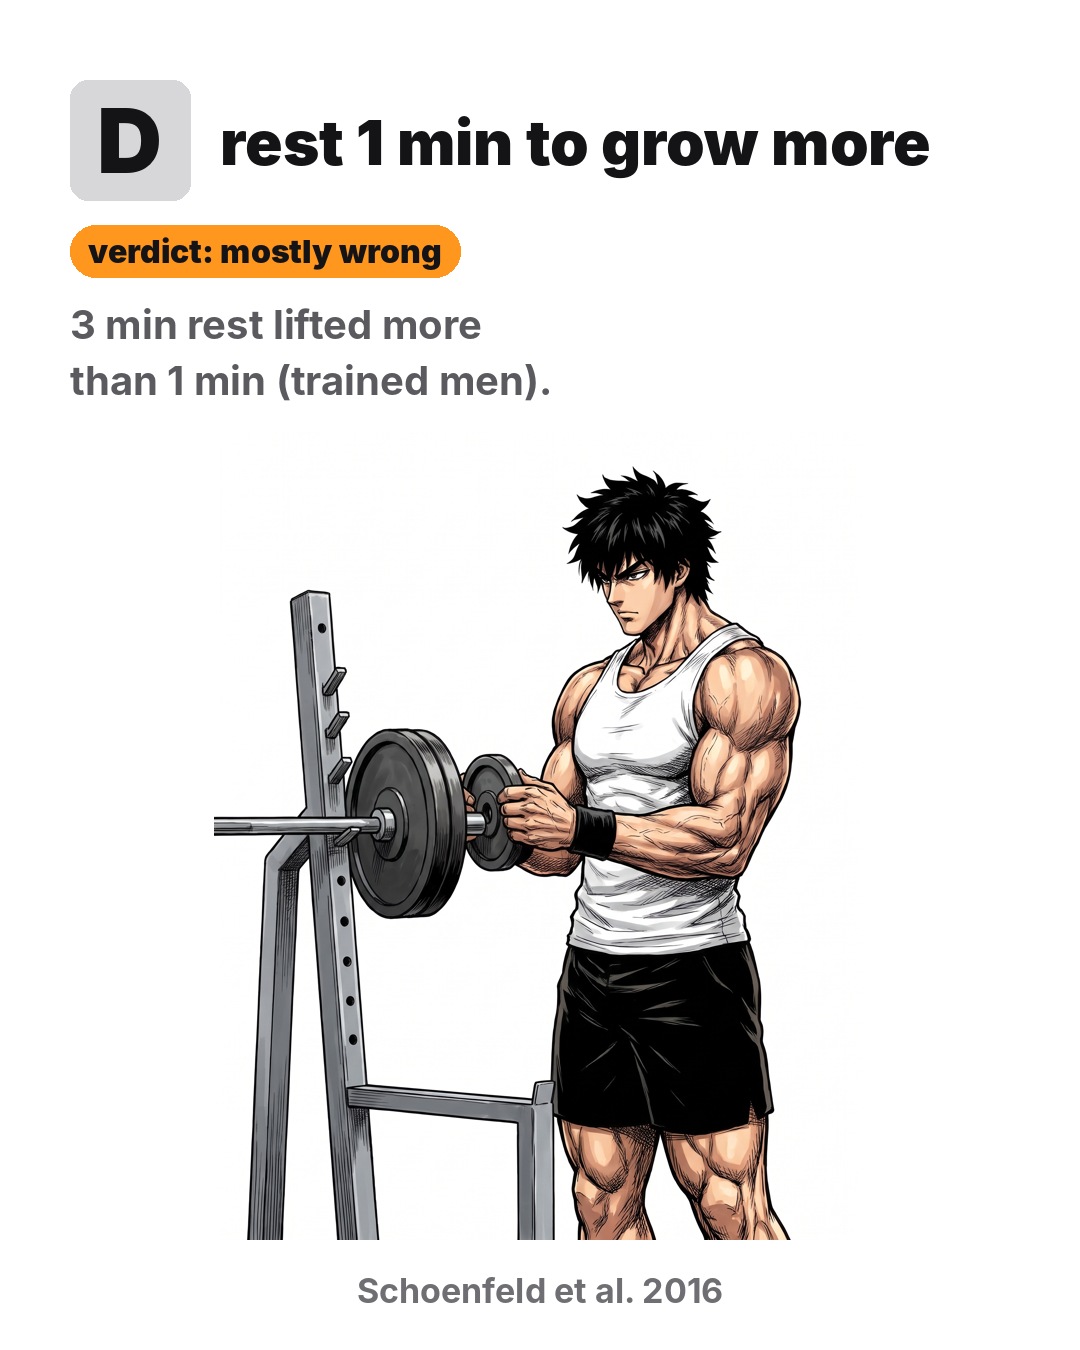 D rest 1 min to grow more
verdict: mostly wrong
3 min rest lifted more
than 1 min (trained men).
Schoenfeld et al. 2016